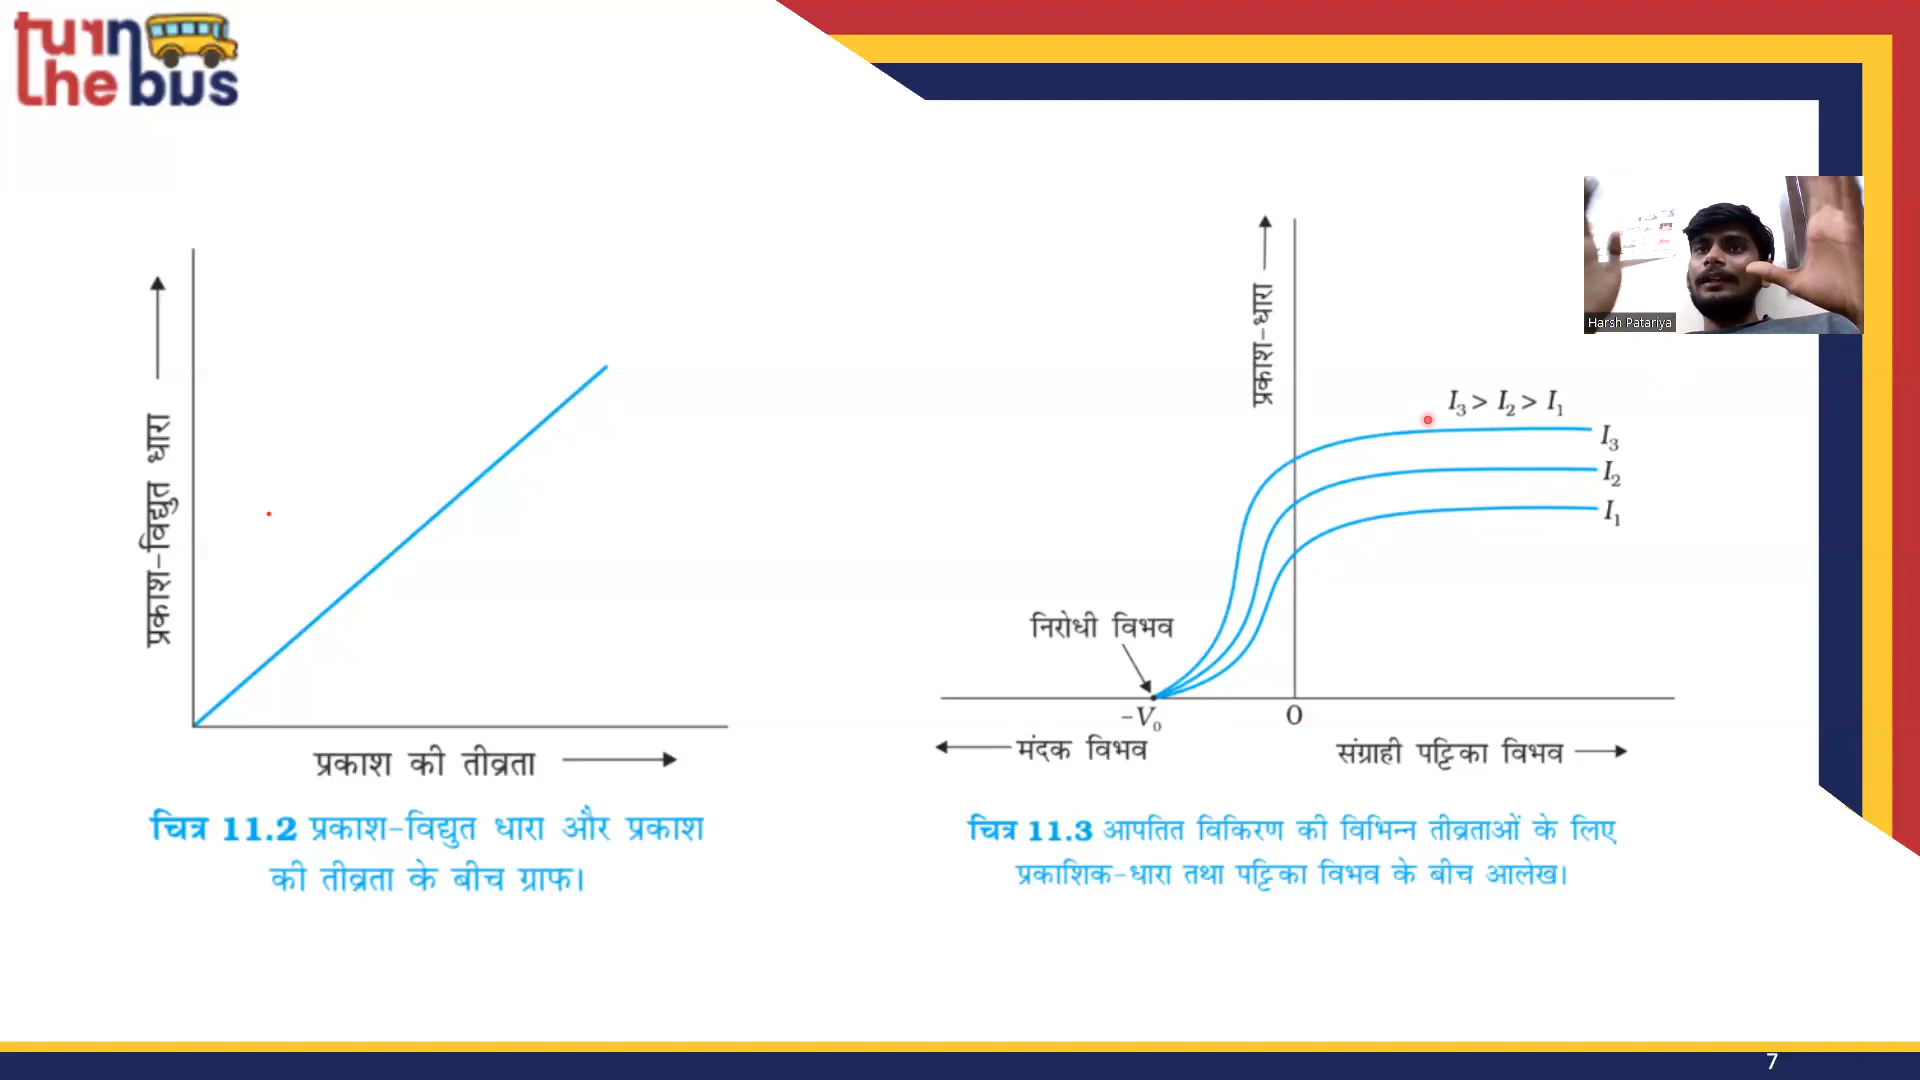 turn
the bus
प्रकाश-विद्युत धारा
प्रकाश की तीव्रता
चित्र 11.2 प्रकाश-विद्युत धारा और प्रकाश
की तीव्रता के बीच ग्राफ।
प्रकाश-धारा
I₃ > I₂ > I₁
I₃
I₂
I₁
निरोधी विभव
−V₀
0
मंदक विभव
संग्राही पट्टिका विभव
चित्र 11.3 आपतित विकिरण की विभिन्न तीव्रताओं के लिए
प्रकाशिक-धारा तथा पट्टिका विभव के बीच आलेख।
Harsh Patariya
7